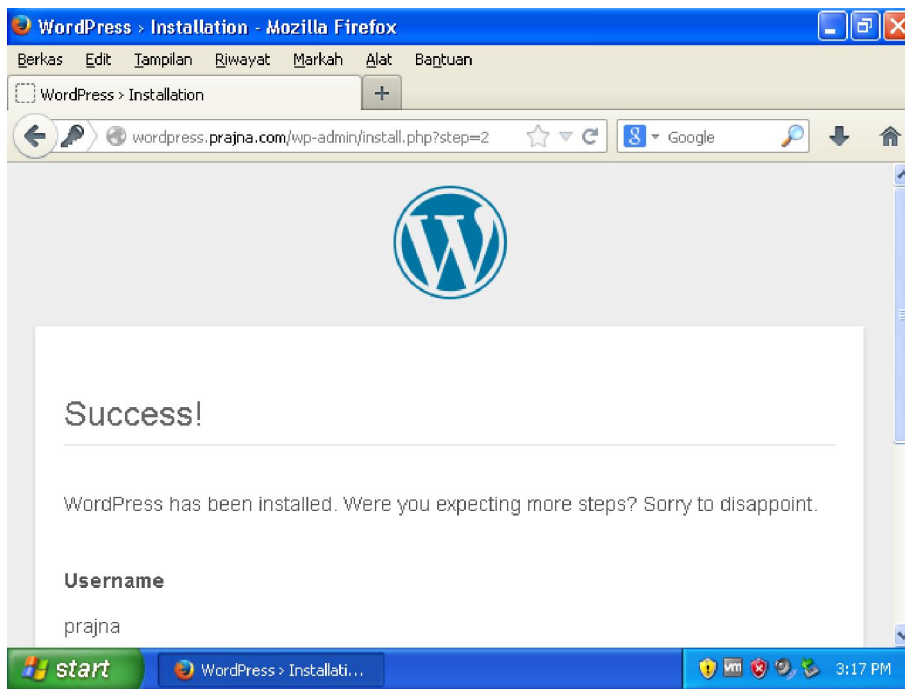 WordPress › Installation - Mozilla Firefox
Berkas Edit Tampilan Riwayat Markah Alat Bantuan
WordPress › Installation
wordpress.prajna.com/wp-admin/install.php?step=2 Google
Success!
WordPress has been installed. Were you expecting more steps? Sorry to disappoint.
Username
prajna
start WordPress › Installati... 3:17 PM